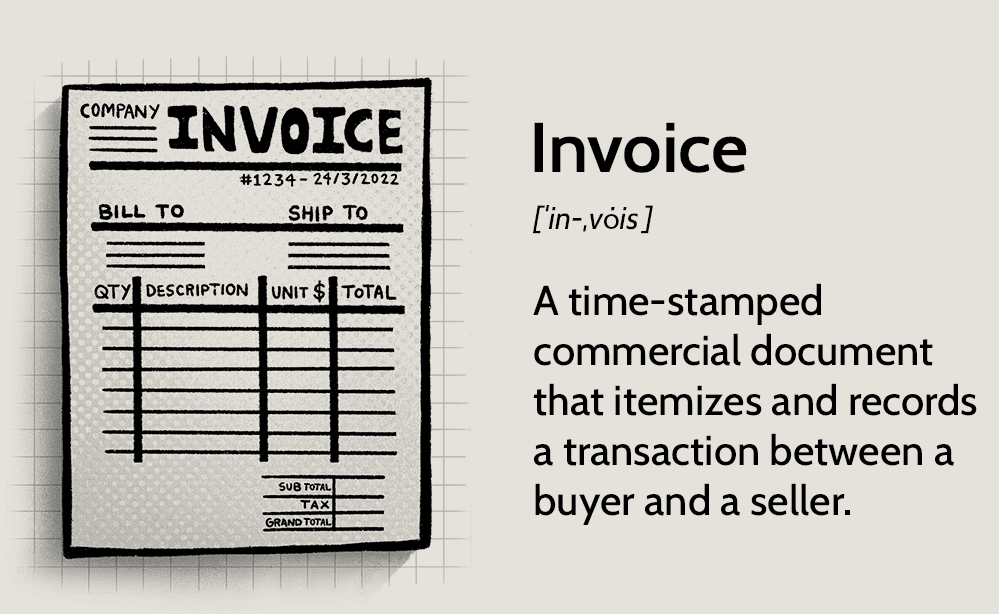 COMPANY INVOICE
#1234 - 24/3/2022
BILL TO SHIP TO
QTY DESCRIPTION UNIT $ TOTAL
SUB TOTAL
TAX
GRAND TOTAL
Invoice
[ˈin-ˌvȯis]
A time-stamped
commercial document
that itemizes and records
a transaction between a
buyer and a seller.